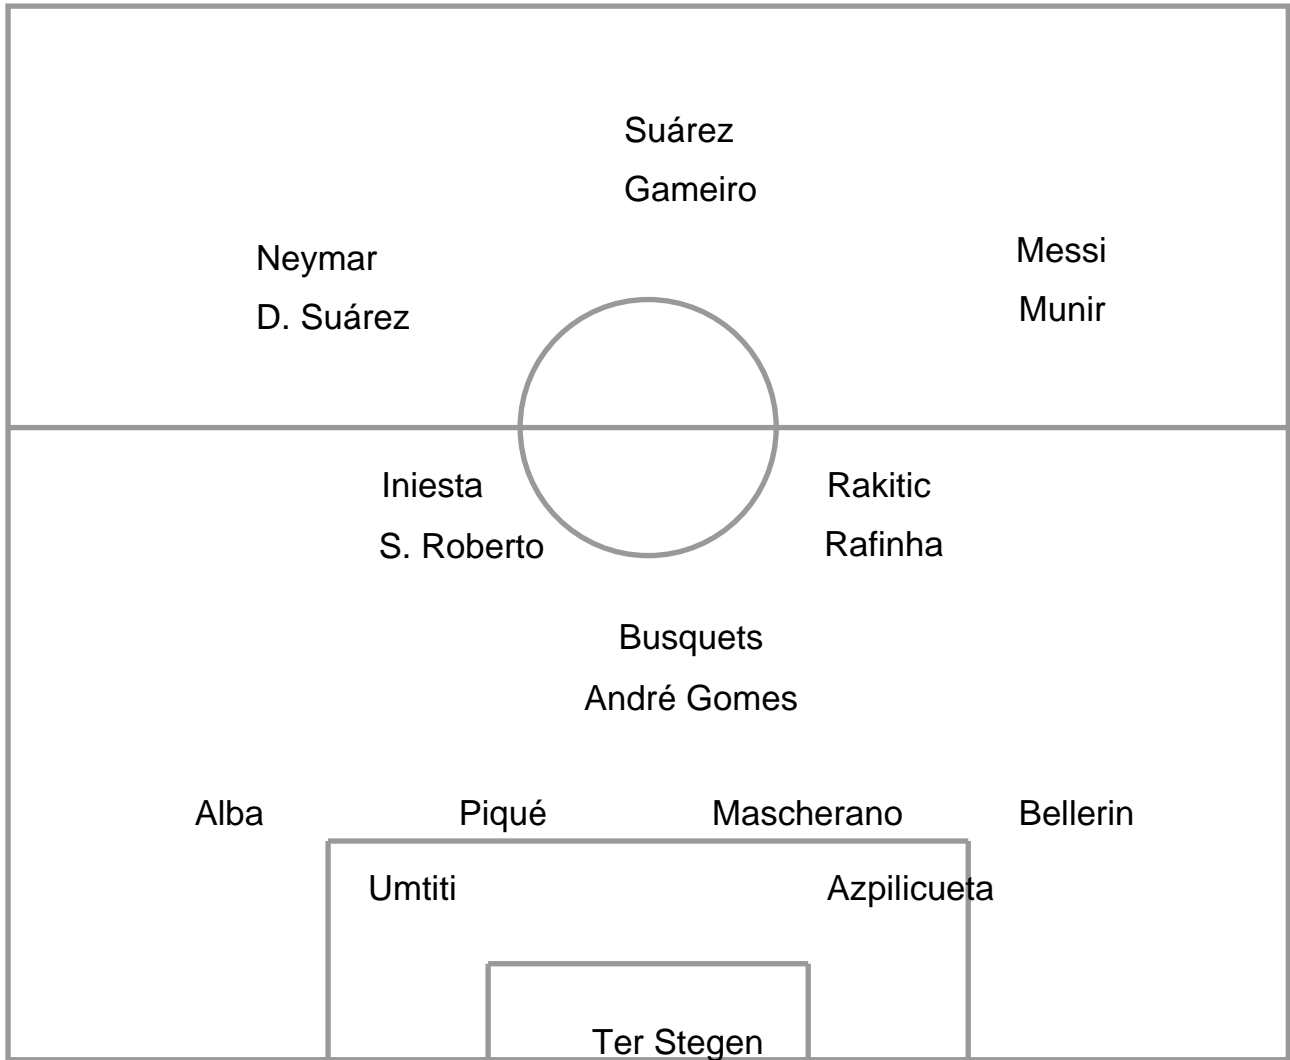 Suárez
Gameiro
Neymar
Messi
D. Suárez
Munir
Iniesta
Rakitic
S. Roberto
Rafinha
Busquets
André Gomes
Alba
Piqué
Mascherano
Bellerin
Umtiti
Azpilicueta
Ter Stegen